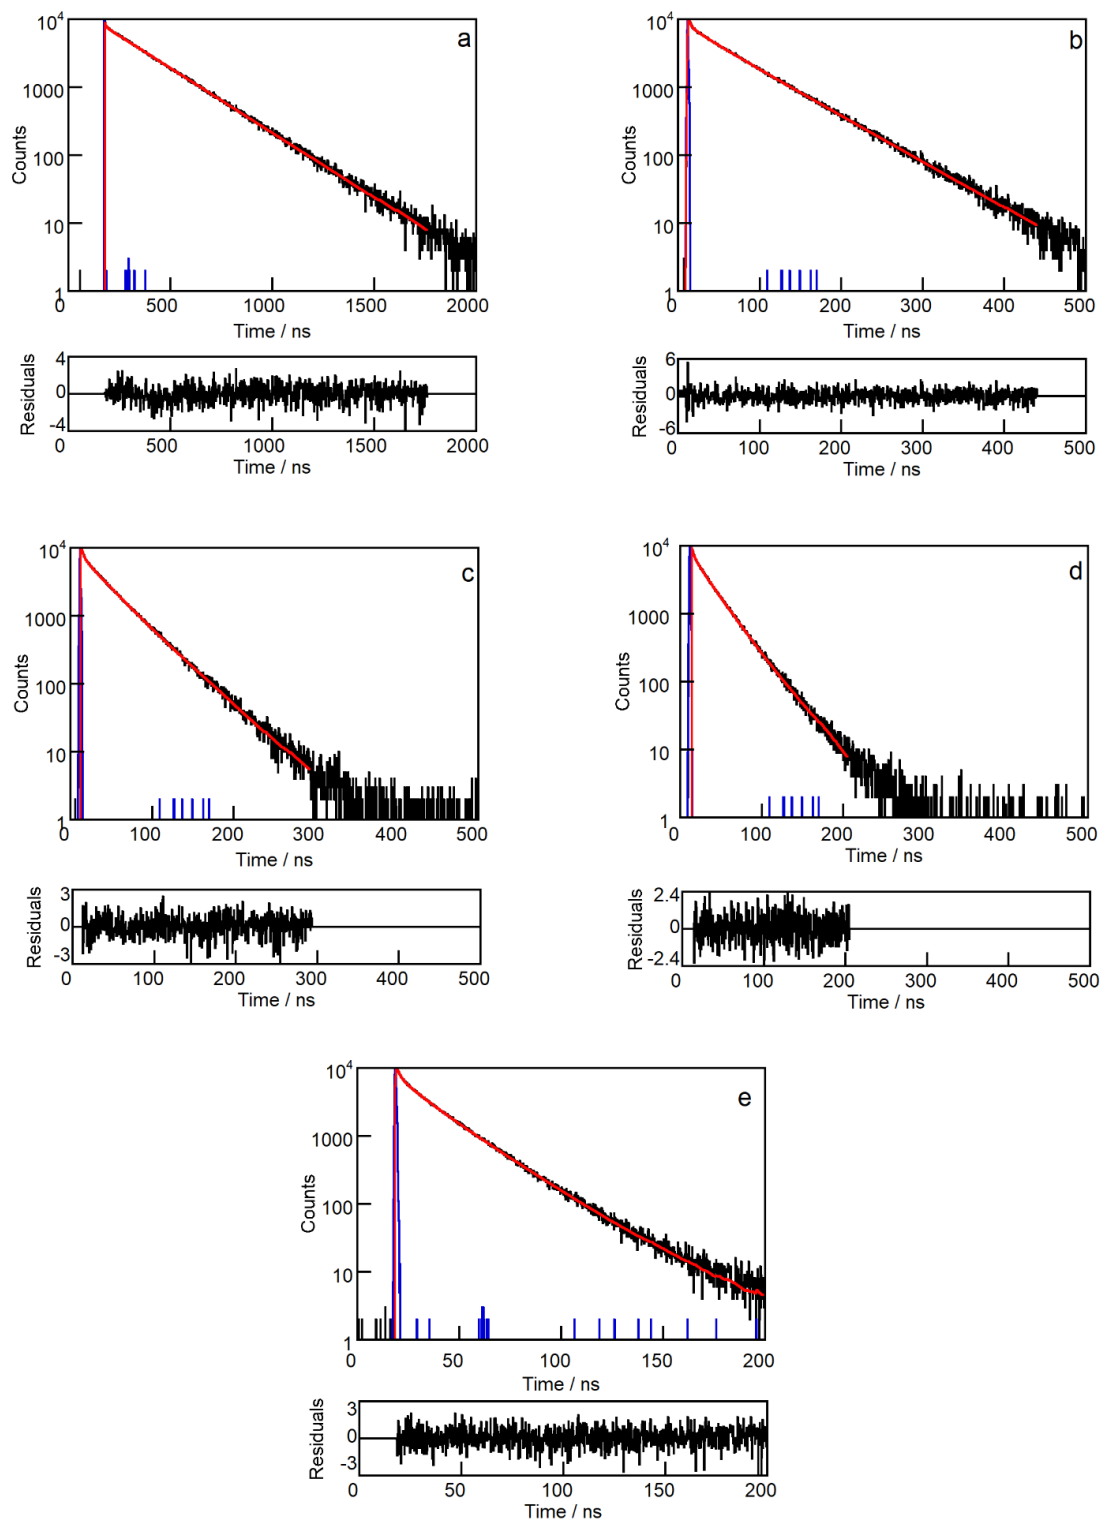 10⁴ a
1000
Counts
100
10
1
0 500 1000 1500 2000
Time / ns
4
Residuals
0
-4
0 500 1000 1500 2000
Time / ns
10⁴ b
1000
Counts
100
10
1
0 100 200 300 400 500
Time / ns
6
Residuals
0
-6
0 100 200 300 400 500
Time / ns
10⁴ c
1000
Counts
100
10
1
0 100 200 300 400 500
Time / ns
3
Residuals
0
-3
0 100 200 300 400 500
Time / ns
10⁴ d
1000
Counts
100
10
1
0 100 200 300 400 500
Time / ns
2.4
Residuals
0
-2.4
0 100 200 300 400 500
Time / ns
10⁴ e
1000
Counts
100
10
1
0 50 100 150 200
Time / ns
3
Residuals
0
-3
0 50 100 150 200
Time / ns